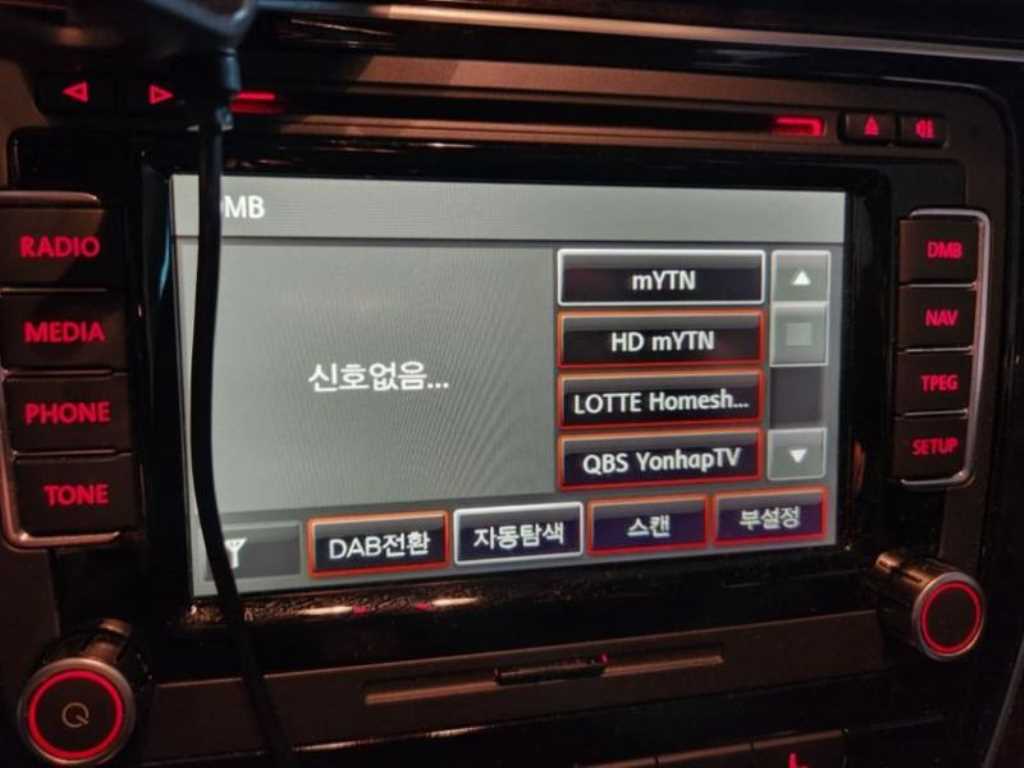 DMB
RADIO
MEDIA
PHONE
TONE
신호없음...
mYTN
HD mYTN
LOTTE Homesh...
QBS YonhapTV
DAB전환
자동탐색
스캔
부설정
DMB
NAV
TPEG
SETUP